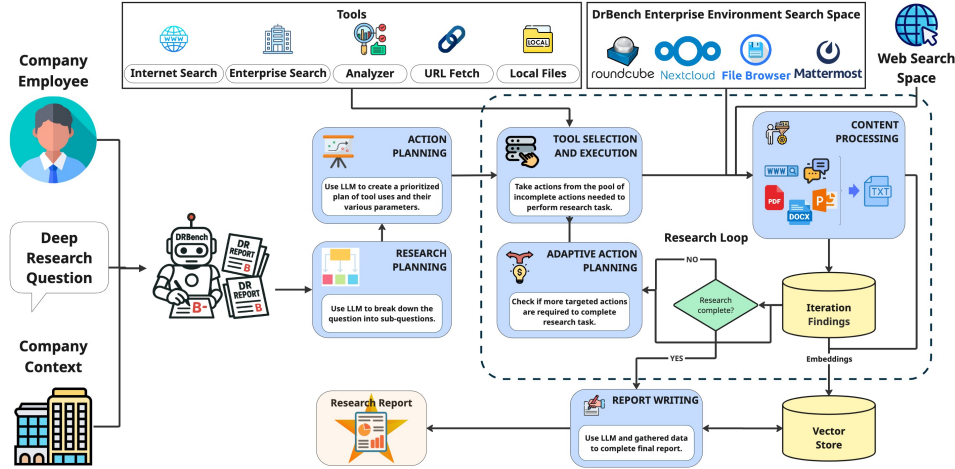 Tools
WWW
LOCAL
Internet Search
Enterprise Search
Analyzer
URL Fetch
Local Files
DrBench Enterprise Environment Search Space
roundcube
Nextcloud
File Browser
Mattermost
Web Search
Space
Company
Employee
Deep
Research
Question
Company
Context
DRBench
B-
DR
REPORT
B
DR
REPORT
B
ACTION
PLANNING
Use LLM to create a prioritized
plan of tool uses and their
various parameters.
RESEARCH
PLANNING
Use LLM to break down the
question into sub-questions.
TOOL SELECTION
AND EXECUTION
Take actions from the pool of
incomplete actions needed to
perform research task.
ADAPTIVE ACTION
PLANNING
Check if more targeted actions
are required to complete
research task.
CONTENT
PROCESSING
WWW
PDF
DOCX
P
TXT
Research Loop
NO
Research
complete?
YES
Iteration
Findings
Embeddings
Vector
Store
REPORT WRITING
Use LLM and gathered data
to complete final report.
Research Report